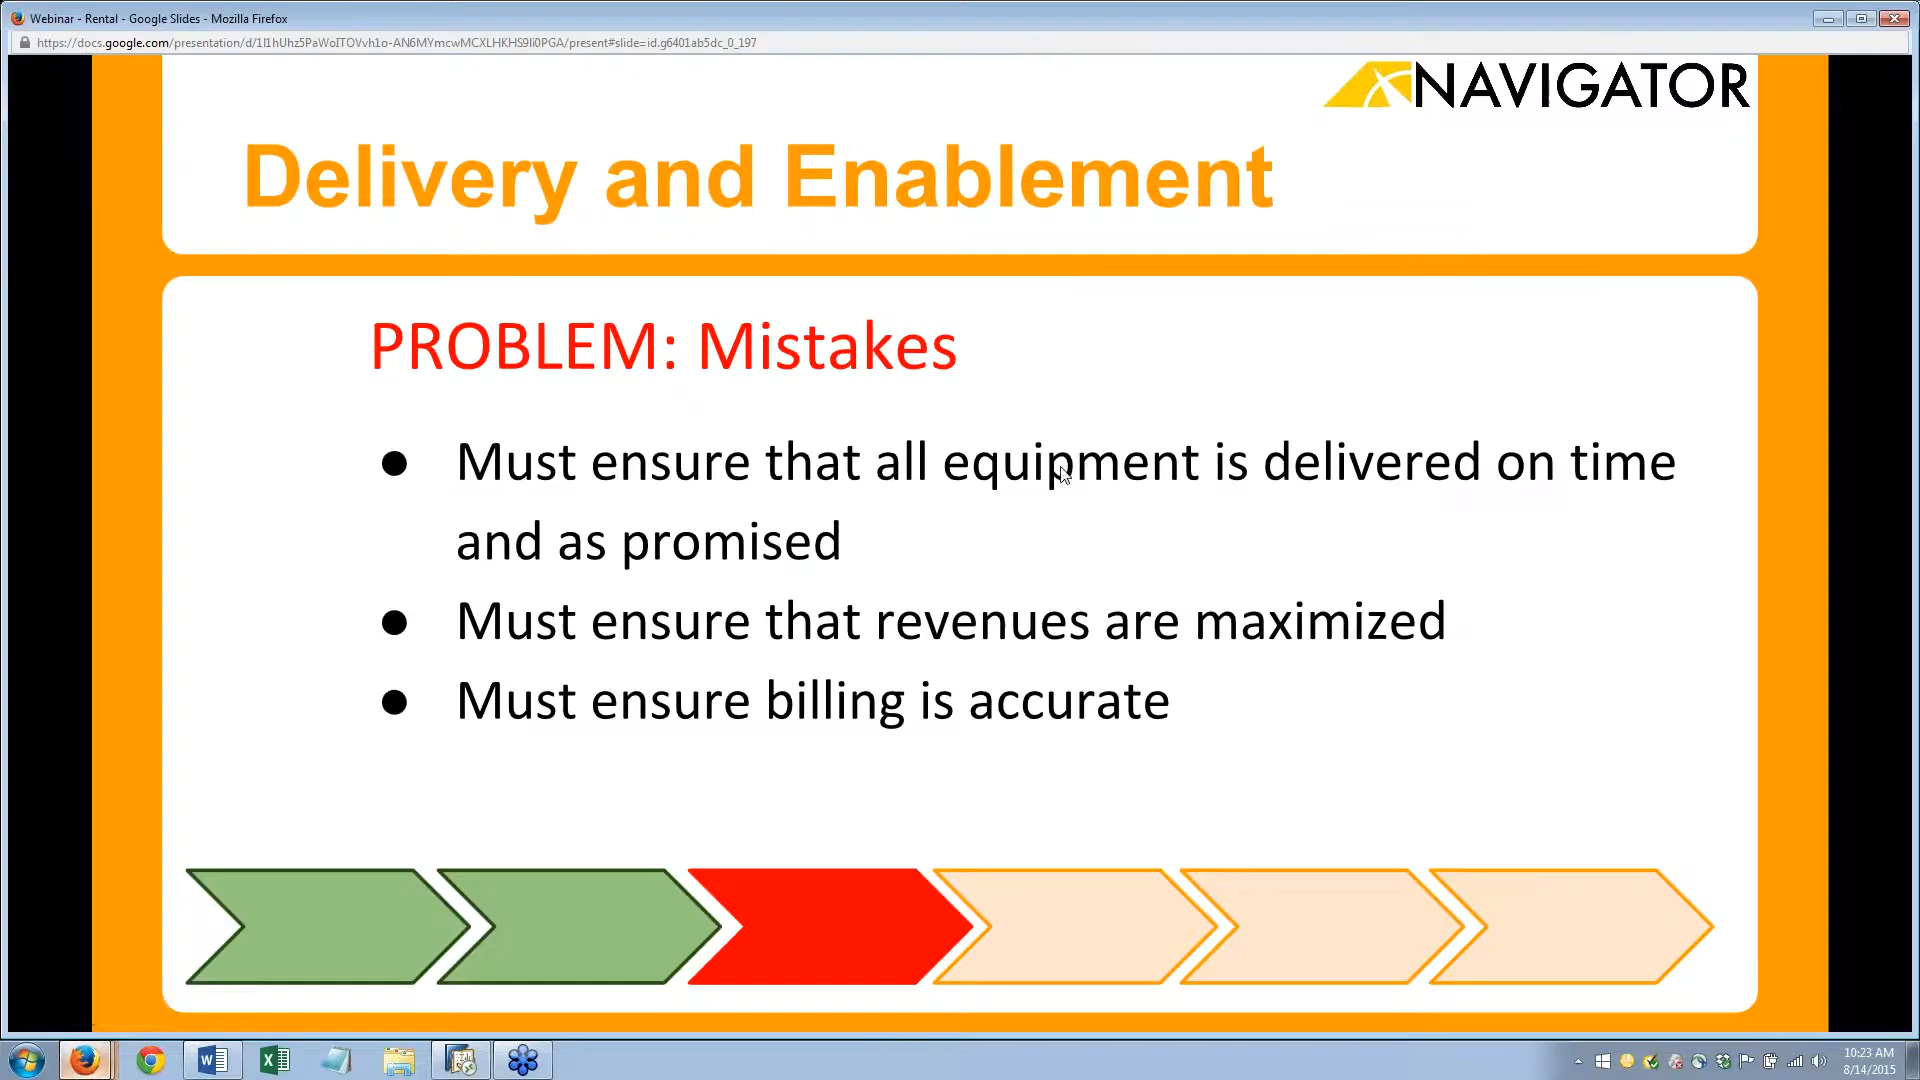 Webinar - Rental - Google Slides - Mozilla Firefox
https://docs.google.com/presentation/d/1I1hUhz5PaWoITOVvh1o-AN6MYmcwMCXLHKHS9Ii0PGA/present#slide=id.g6401ab5dc_0_197
NAVIGATOR
Delivery and Enablement
PROBLEM: Mistakes
● Must ensure that all equipment is delivered on time
and as promised
● Must ensure that revenues are maximized
● Must ensure billing is accurate
10:23 AM
8/14/2015